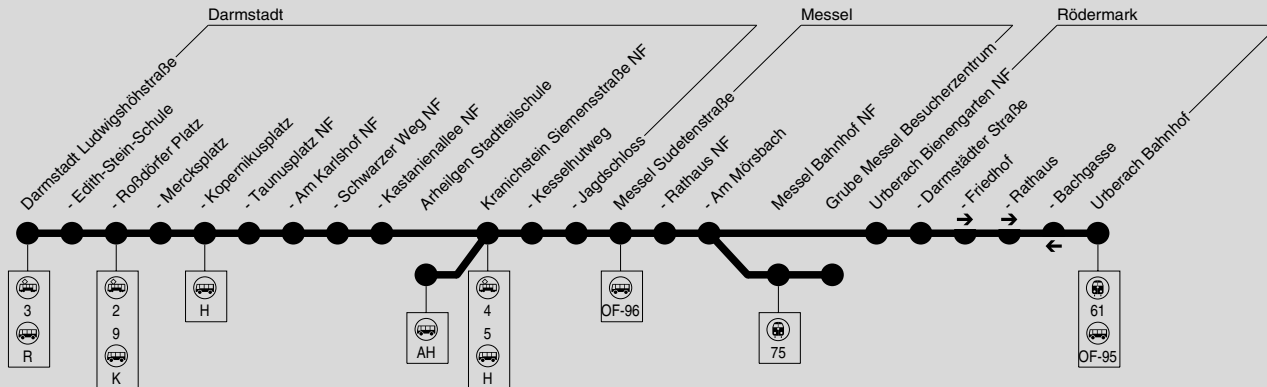 Darmstadt
Messel
Rödermark
Darmstadt Ludwigshöhstraße
- Edith-Stein-Schule
- Roßdörfer Platz
- Mercksplatz
- Kopernikusplatz
- Taunusplatz NF
- Am Karlshof NF
- Schwarzer Weg NF
- Kastanienallee NF
Arheilgen Stadtteilschule
Kranichstein Siemensstraße NF
- Kesselhutweg
- Jagdschloss
Messel Sudetenstraße
- Rathaus NF
- Am Mörsbach
Messel Bahnhof NF
Grube Messel Besucherzentrum
Urberach Bienengarten NF
- Darmstädter Straße
- Friedhof
- Rathaus
- Bachgasse
Urberach Bahnhof
3
R
2
9
K
H
AH
4
5
H
OF-96
75
61
OF-95